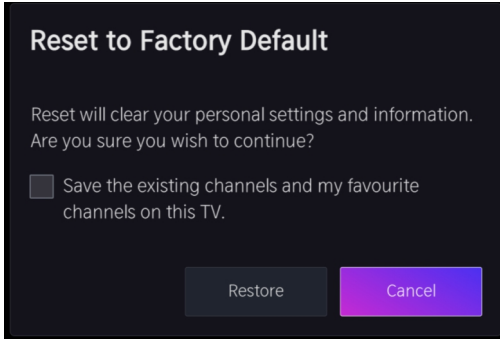 Reset to Factory Default
Reset will clear your personal settings and information.
Are you sure you wish to continue?
Save the existing channels and my favourite
channels on this TV.
Restore
Cancel